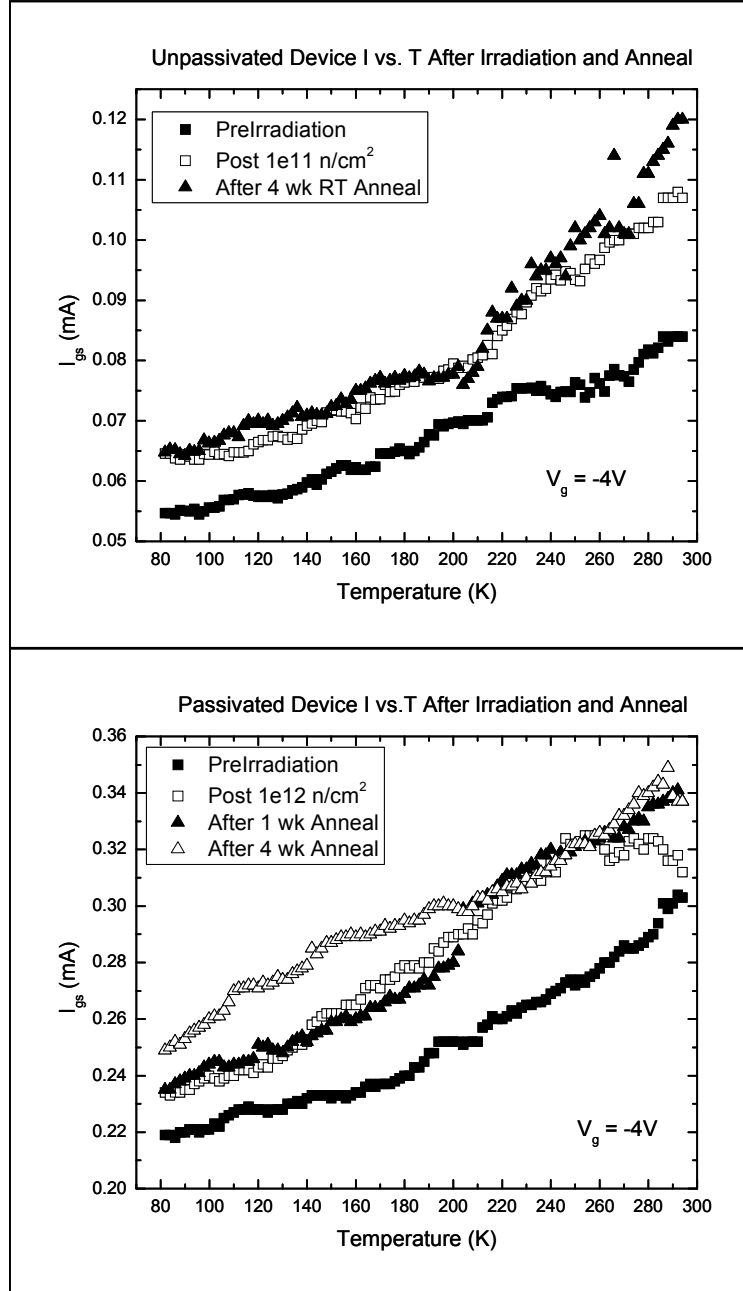 Unpassivated Device I vs. T After Irradiation and Anneal
PreIrradiation
Post 1e11 n/cm²
After 4 wk RT Anneal
0.12
0.11
0.10
0.09
0.08
0.07
0.06
0.05
I_gs (mA)
V_g = -4V
80 100 120 140 160 180 200 220 240 260 280 300
Temperature (K)
Passivated Device I vs.T After Irradiation and Anneal
PreIrradiation
Post 1e12 n/cm²
After 1 wk Anneal
After 4 wk Anneal
0.36
0.34
0.32
0.30
0.28
0.26
0.24
0.22
0.20
I_gs (mA)
V_g = -4V
80 100 120 140 160 180 200 220 240 260 280 300
Temperature (K)